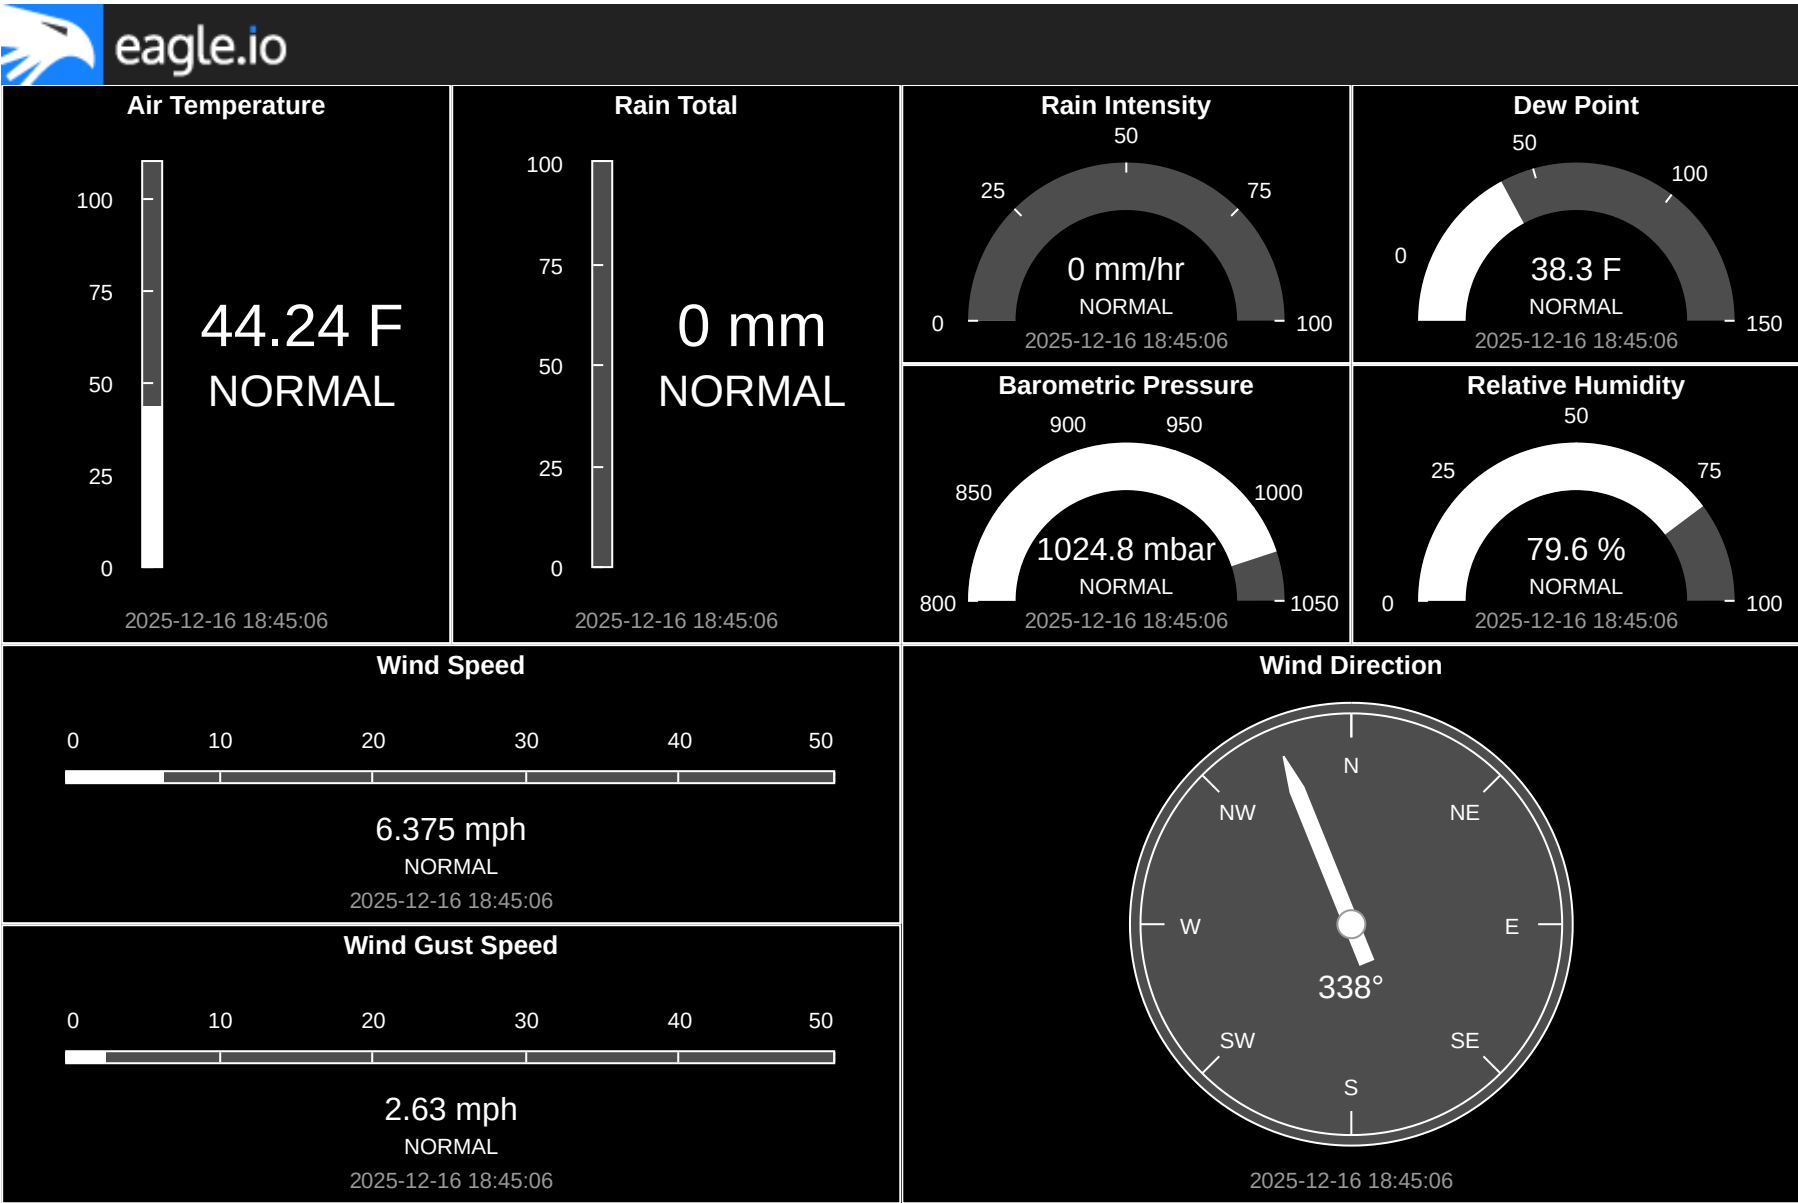 eagle.io
Air Temperature
100
75
50
25
0
44.24 F
NORMAL
2025-12-16 18:45:06
Rain Total
100
75
50
25
0
0 mm
NORMAL
2025-12-16 18:45:06
Rain Intensity
0
25
50
75
100
0 mm/hr
NORMAL
2025-12-16 18:45:06
Dew Point
0
50
100
150
38.3 F
NORMAL
2025-12-16 18:45:06
Barometric Pressure
800
850
900
950
1000
1050
1024.8 mbar
NORMAL
2025-12-16 18:45:06
Relative Humidity
0
25
50
75
100
79.6 %
NORMAL
2025-12-16 18:45:06
Wind Speed
0 10 20 30 40 50
6.375 mph
NORMAL
2025-12-16 18:45:06
Wind Gust Speed
0 10 20 30 40 50
2.63 mph
NORMAL
2025-12-16 18:45:06
Wind Direction
N
NW NE
W E
338°
SW SE
S
2025-12-16 18:45:06